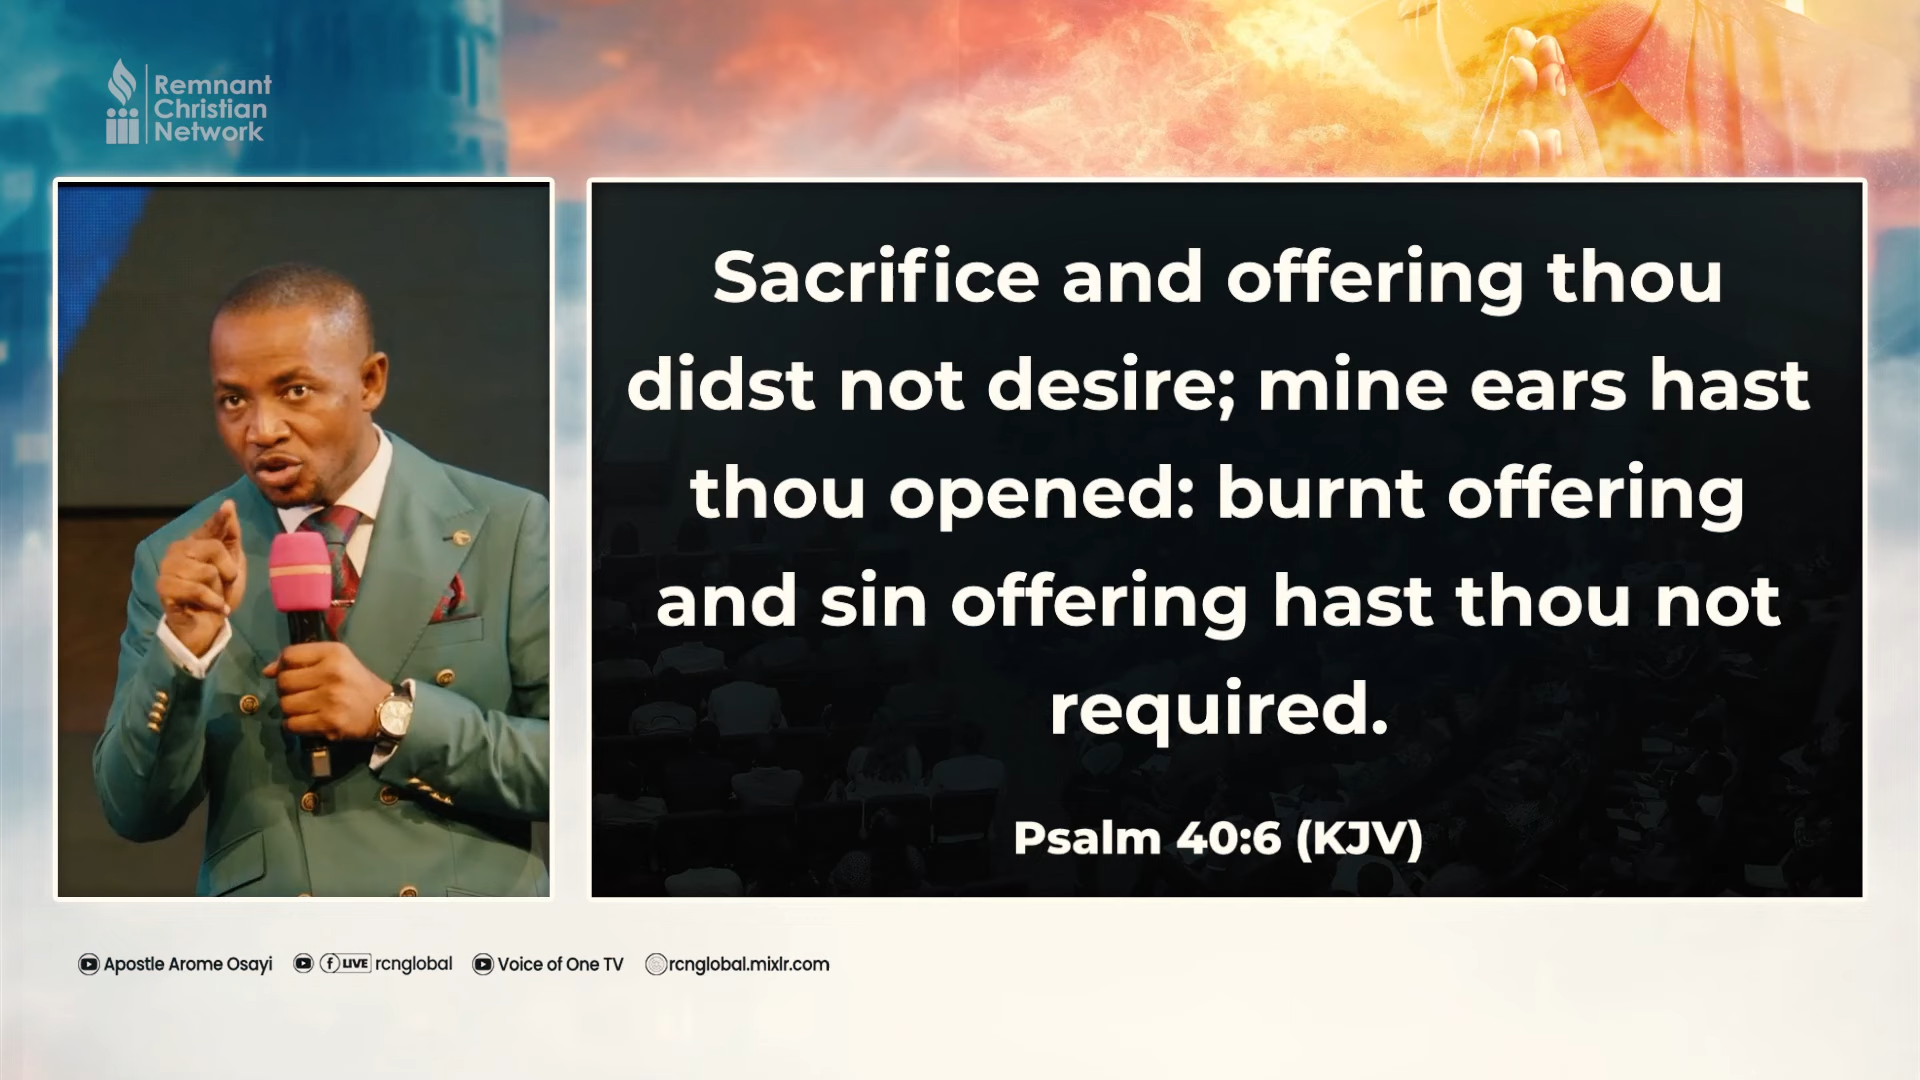 Remnant
Christian
Network
Sacrifice and offering thou
didst not desire; mine ears hast
thou opened: burnt offering
and sin offering hast thou not
required.
Psalm 40:6 (KJV)
Apostle Arome Osayi LIVE rcnglobal Voice of One TV rcnglobal.mixlr.com